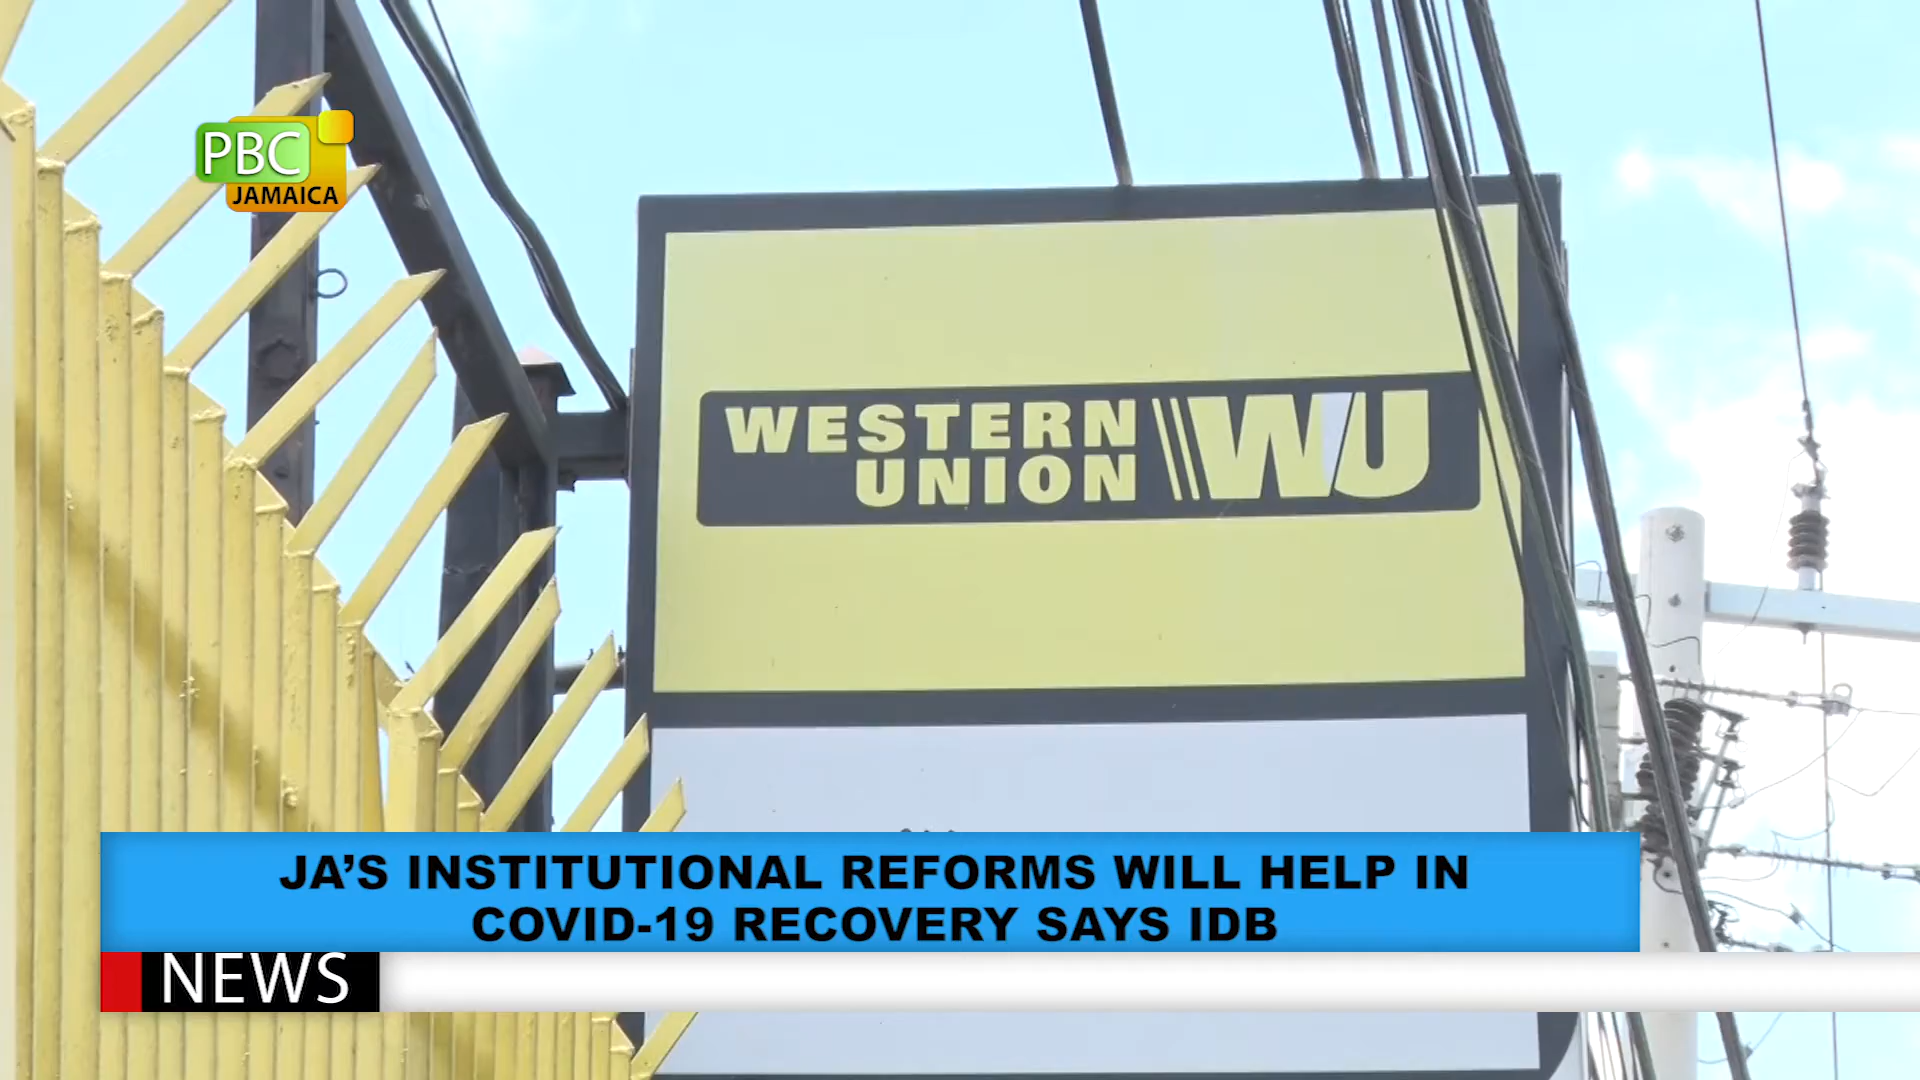 PBC
JAMAICA
WESTERN
UNION
WU
JA’S INSTITUTIONAL REFORMS WILL HELP IN
COVID-19 RECOVERY SAYS IDB
NEWS